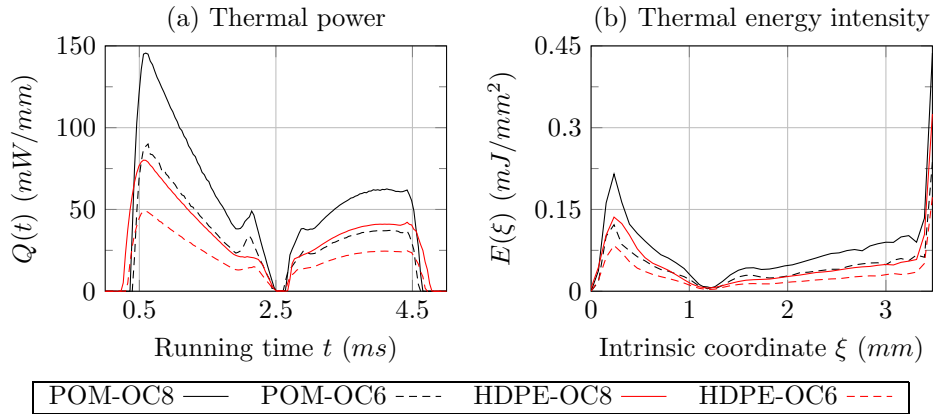 (a) Thermal power
Q(t) (mW/mm)
150
100
50
0
0.5
2.5
4.5
Running time t (ms)
(b) Thermal energy intensity
E(ξ) (mJ/mm²)
0.45
0.3
0.15
0
0
1
2
3
Intrinsic coordinate ξ (mm)
POM-OC8 POM-OC6 HDPE-OC8 HDPE-OC6